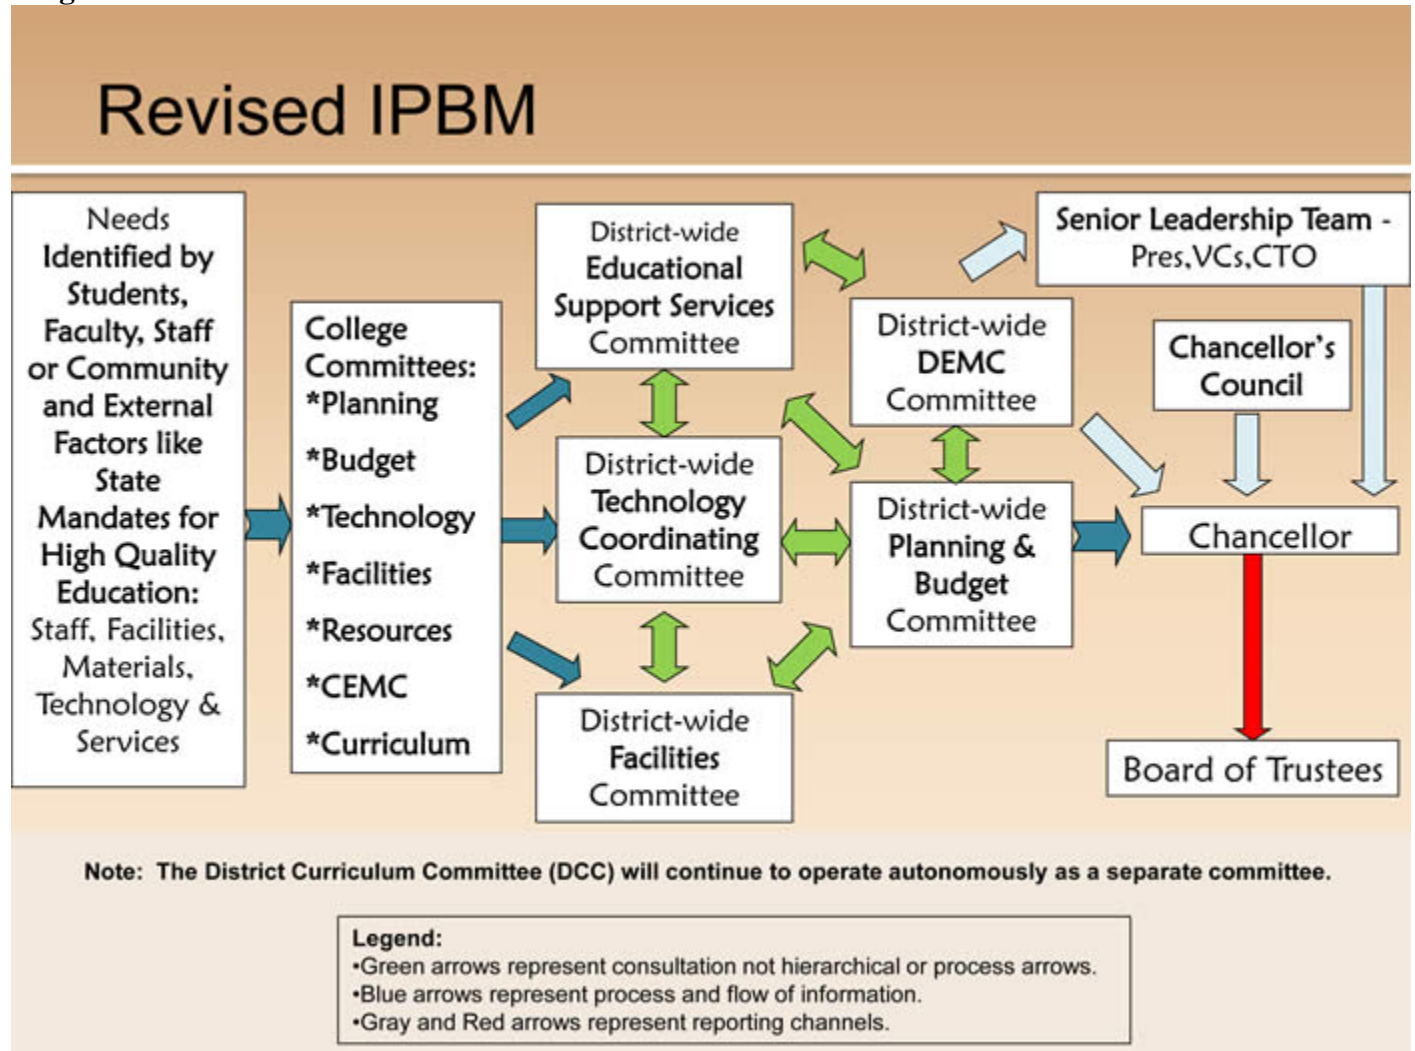 Revised IPBM
Needs
Identified by
Students,
Faculty, Staff
or Community
and External
Factors like
State
Mandates for
High Quality
Education:
Staff, Facilities,
Materials,
Technology &
Services
College
Committees:
*Planning
*Budget
*Technology
*Facilities
*Resources
*CEMC
*Curriculum
District-wide
Educational
Support Services
Committee
District-wide
Technology
Coordinating
Committee
District-wide
Facilities
Committee
District-wide
DEMC
Committee
District-wide
Planning &
Budget
Committee
Senior Leadership Team -
Pres,VCs,CTO
Chancellor's
Council
Chancellor
Board of Trustees
Note: The District Curriculum Committee (DCC) will continue to operate autonomously as a separate committee.
Legend:
•Green arrows represent consultation not hierarchical or process arrows.
•Blue arrows represent process and flow of information.
•Gray and Red arrows represent reporting channels.